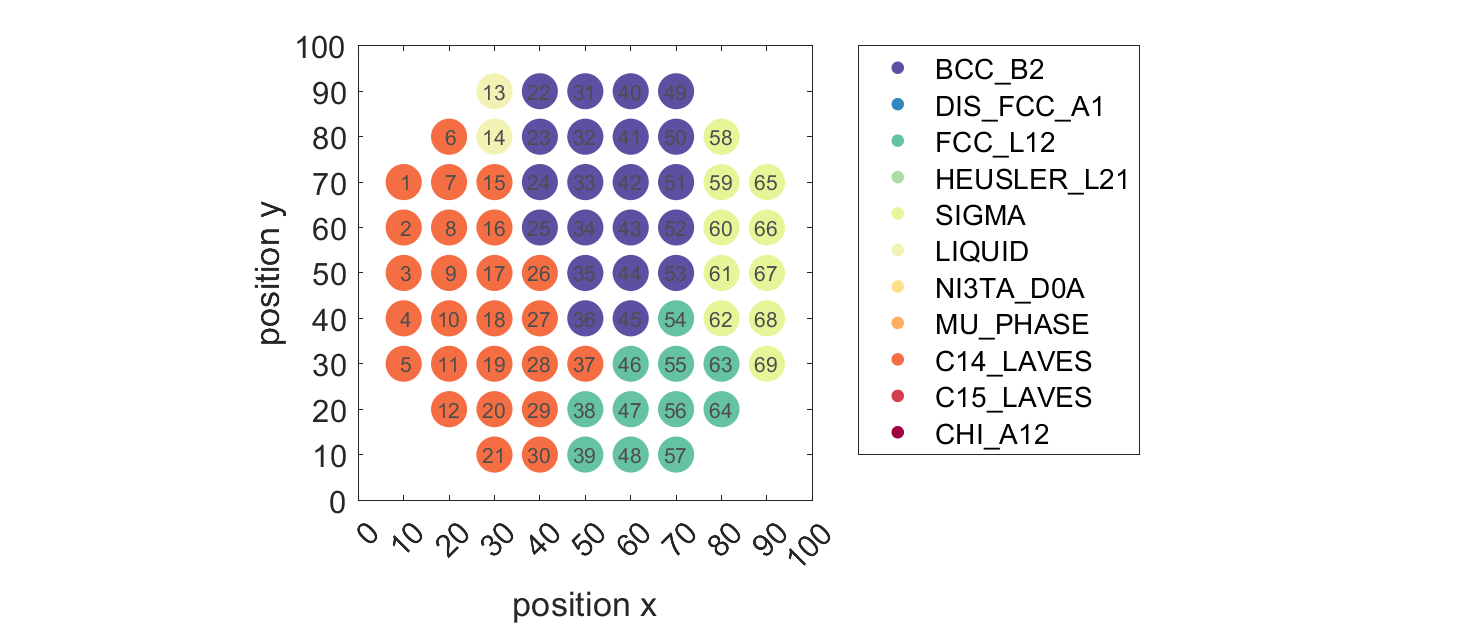 100
90
80
70
60
50
40
30
20
10
0
position y
13 22 31 40 49
6 14 23 32 41 50 58
1 7 15 24 33 42 51 59 65
2 8 16 25 34 43 52 60 66
3 9 17 26 35 44 53 61 67
4 10 18 27 36 45 54 62 68
5 11 19 28 37 46 55 63 69
12 20 29 38 47 56 64
21 30 39 48 57
0 10 20 30 40 50 60 70 80 90 100
position x
BCC_B2
DIS_FCC_A1
FCC_L12
HEUSLER_L21
SIGMA
LIQUID
NI3TA_D0A
MU_PHASE
C14_LAVES
C15_LAVES
CHI_A12